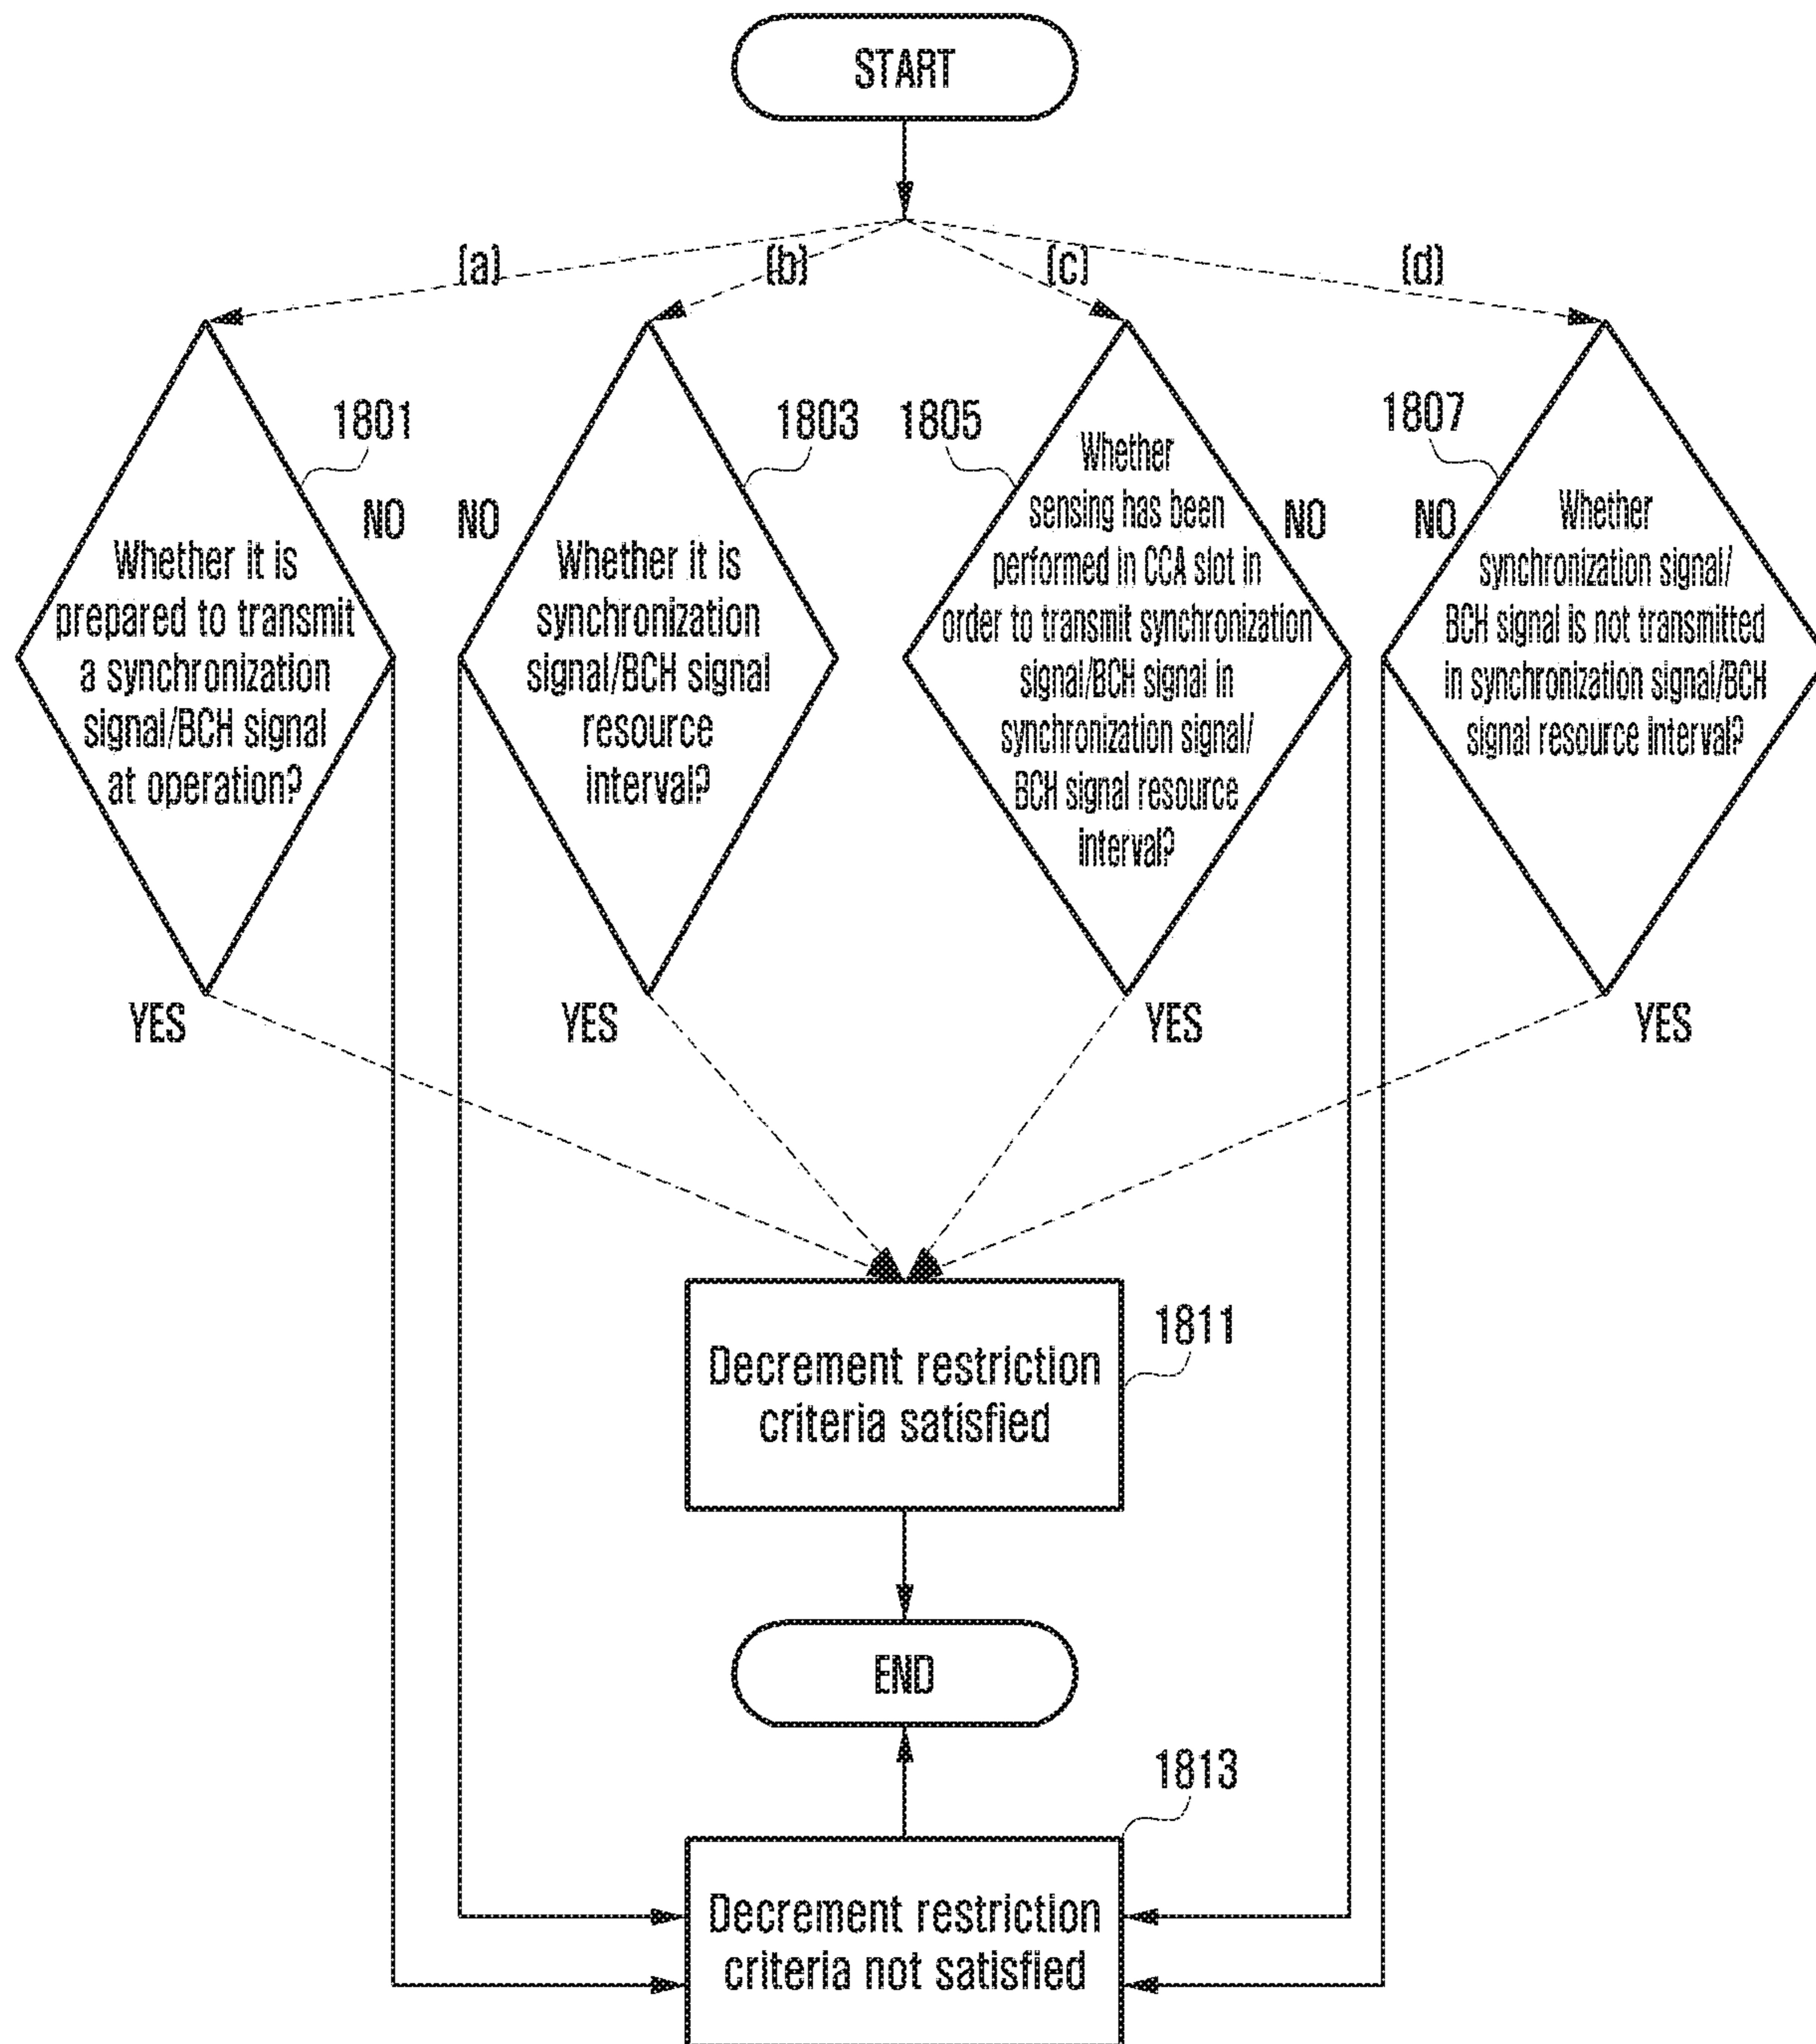 START
(a)
(b)
(c)
(d)
1801
Whether it is
prepared to transmit
a synchronization
signal/BCH signal
at operation?
NO
YES
1803
NO
Whether it is
synchronization
signal/BCH signal
resource
interval?
YES
1805
Whether
sensing has been
performed in CCA slot in
order to transmit synchronization
signal/BCH signal in
synchronization signal/
BCH signal resource
interval?
NO
YES
1807
NO
Whether
synchronization signal/
BCH signal is not transmitted
in synchronization signal/BCH
signal resource interval?
YES
1811
Decrement restriction
criteria satisfied
END
1813
Decrement restriction
criteria not satisfied